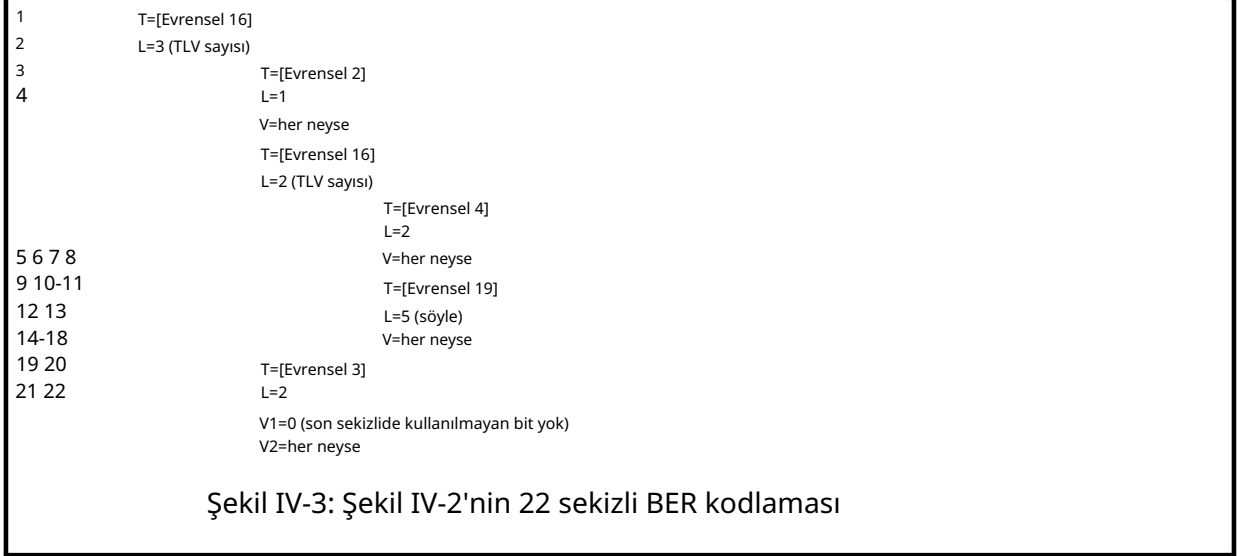 1 T=[Evrensel 16]
2 L=3 (TLV sayısı)
3 T=[Evrensel 2]
4 L=1
V=her neyse
T=[Evrensel 16]
L=2 (TLV sayısı)
T=[Evrensel 4]
L=2
5 6 7 8 V=her neyse
9 10-11 T=[Evrensel 19]
12 13 L=5 (söyle)
14-18 V=her neyse
19 20 T=[Evrensel 3]
21 22 L=2
V1=0 (son sekizlide kullanılmayan bit yok)
V2=her neyse
Şekil IV-3: Şekil IV-2'nin 22 sekizli BER kodlaması